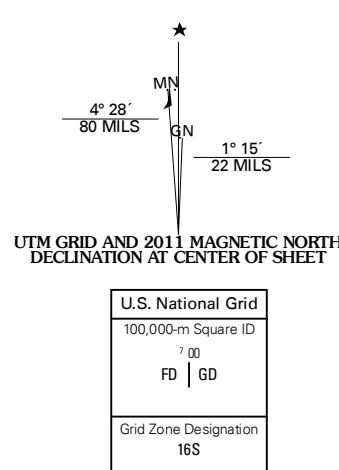 ★
MN
4° 28´
80 MILS
GN
1° 15´
22 MILS
UTM GRID AND 2011 MAGNETIC NORTH
DECLINATION AT CENTER OF SHEET
U.S. National Grid
100,000-m Square ID
7 00
FD | GD
Grid Zone Designation
16S